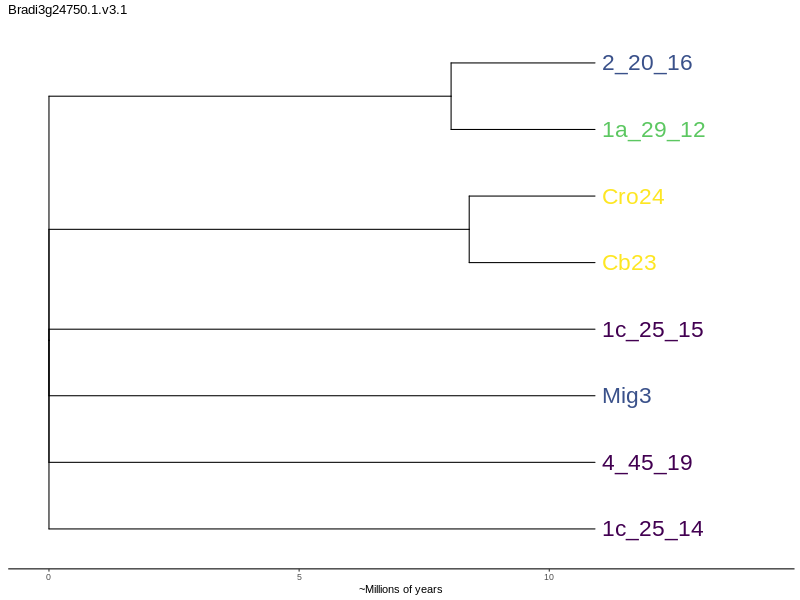 Bradi3g24750.1.v3.1
2_20_16
1a_29_12
Cro24
Cb23
1c_25_15
Mig3
4_45_19
1c_25_14
0 5 10
~Millions of years